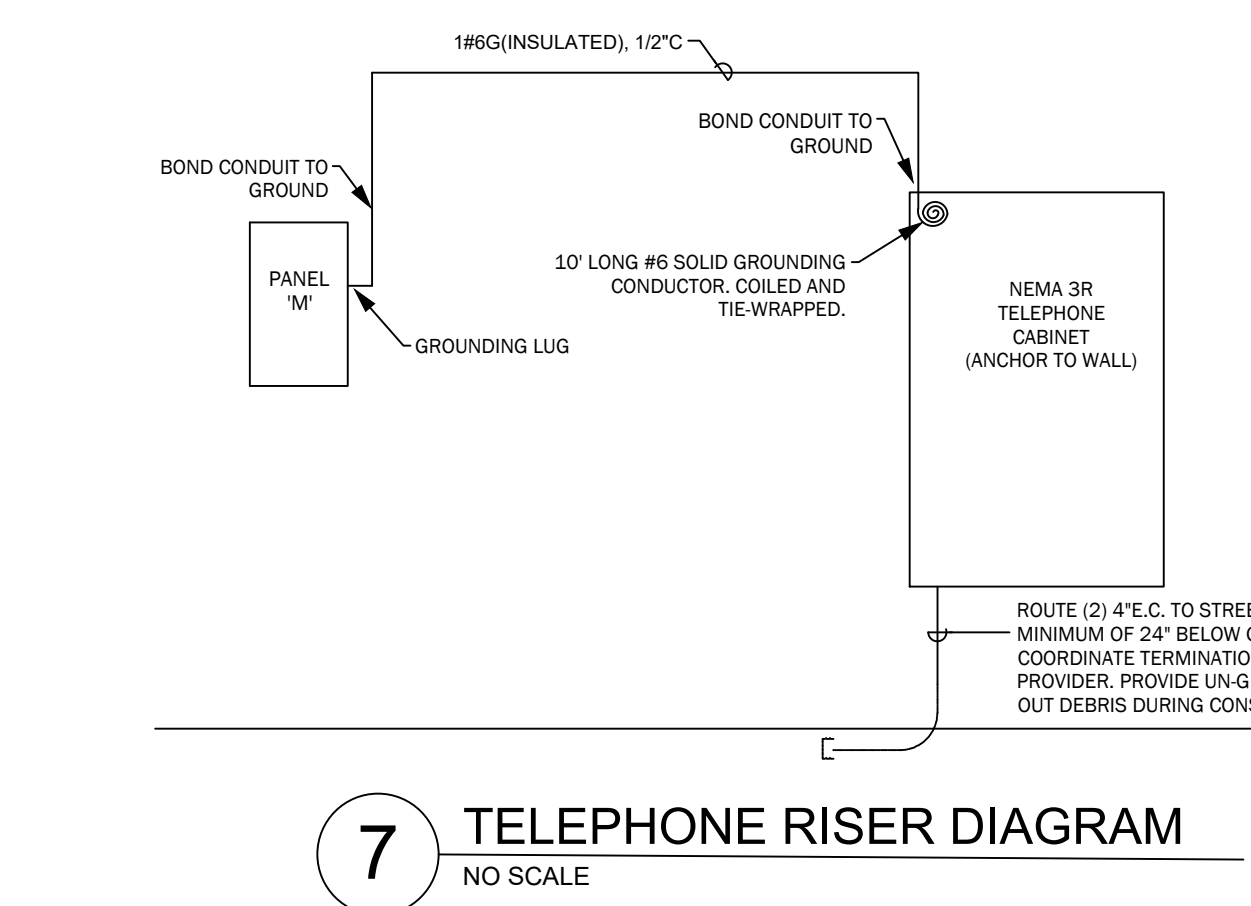 1#6G(INSULATED), 1/2"C
BOND CONDUIT TO
GROUND
BOND CONDUIT TO
GROUND
PANEL
'M'
10' LONG #6 SOLID GROUNDING
CONDUCTOR. COILED AND
TIE-WRAPPED.
GROUNDING LUG
NEMA 3R
TELEPHONE
CABINET
(ANCHOR TO WALL)
ROUTE (2) 4"E.C. TO
MINIMUM OF 24" BELOW
COORDINATE
PROVIDER. PROVIDE
OUT DEBRIS DURING
7
TELEPHONE RISER DIAGRAM
NO SCALE